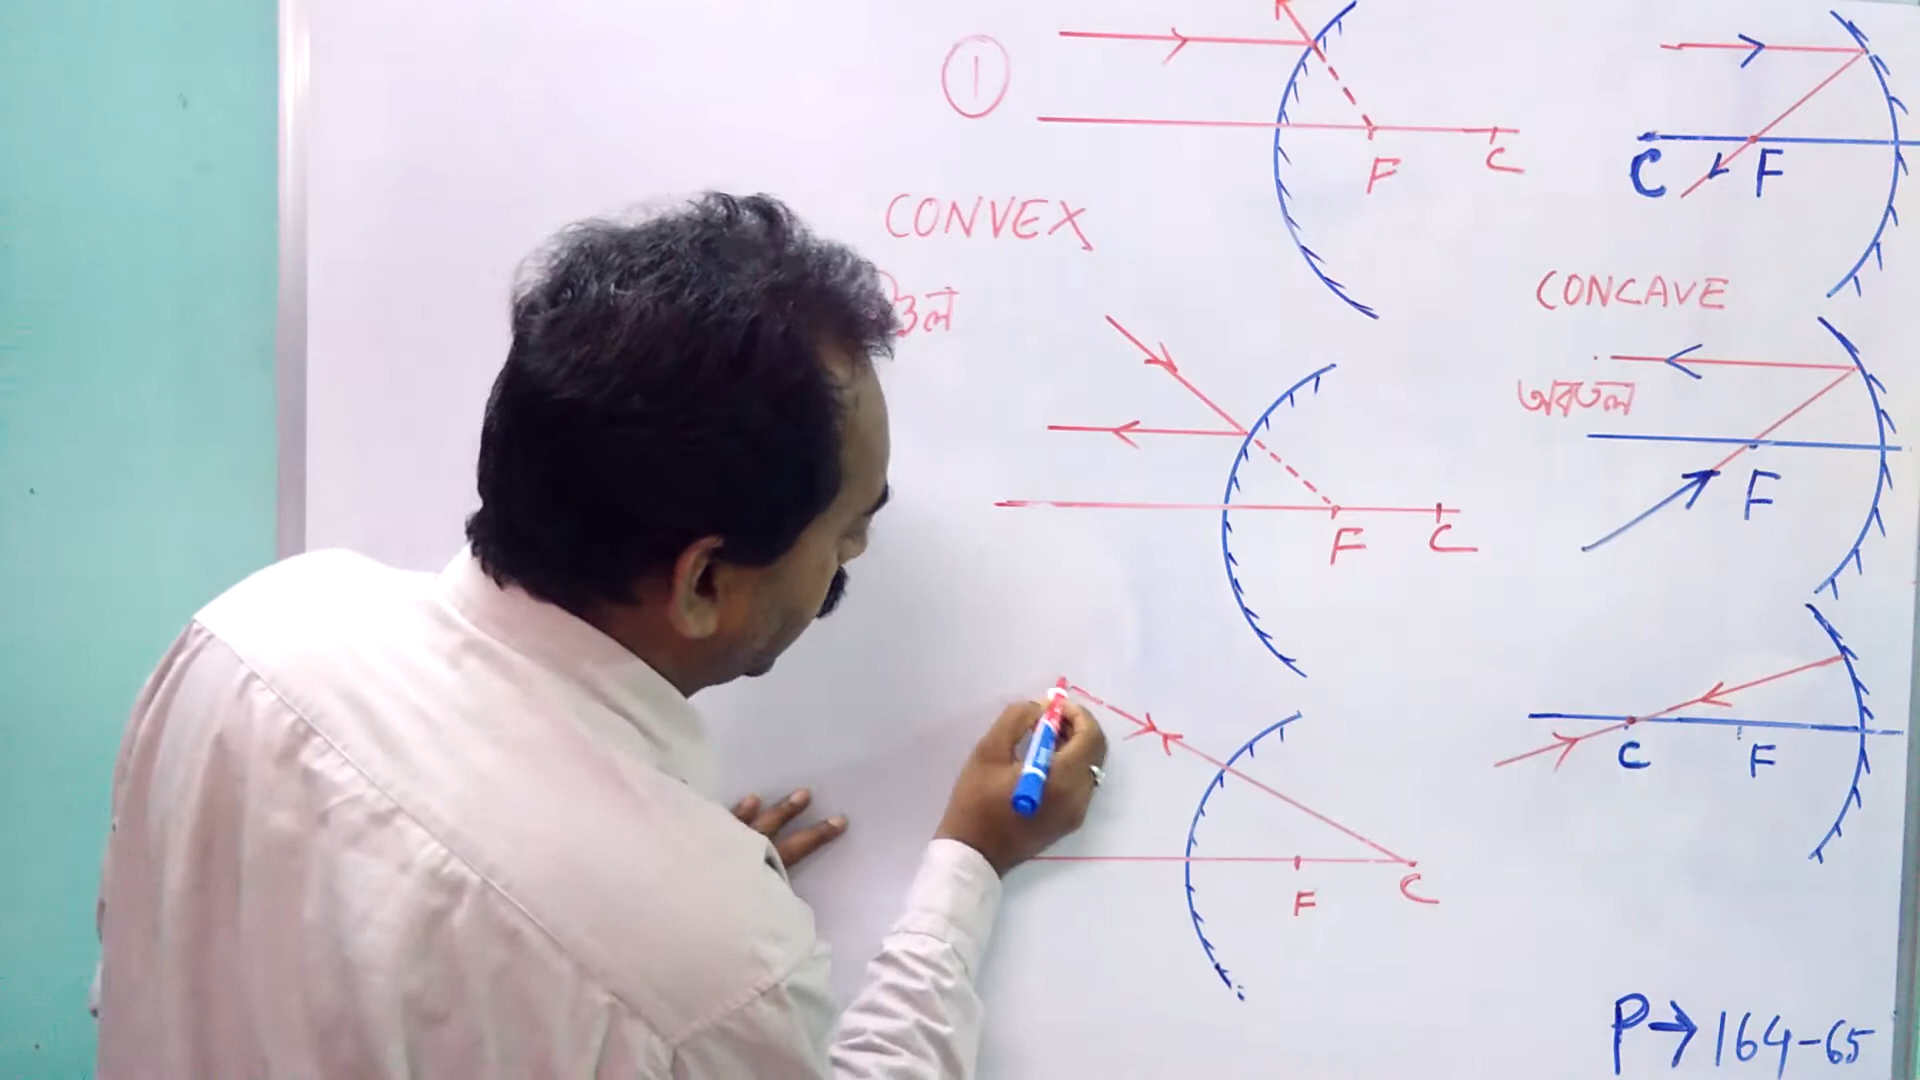 1
F C
C F
CONVEX
CONCAVE
অবতল
F C
F
C F
F C
P→ 164-65